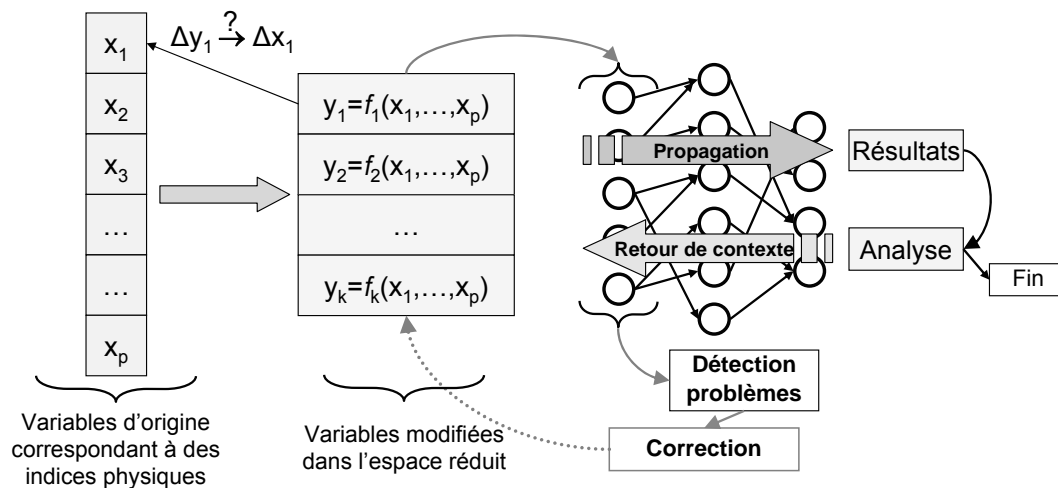 x₁
x₂
x₃
…
…
xₚ
Variables d’origine
correspondant à des
indices physiques
?
Δy₁ → Δx₁
y₁=f₁(x₁,…,xₚ)
y₂=f₂(x₁,…,xₚ)
…
yₖ=fₖ(x₁,…,xₚ)
Variables modifiées
dans l’espace réduit
Propagation
Retour de contexte
Résultats
Analyse
Fin
Détection
problèmes
Correction